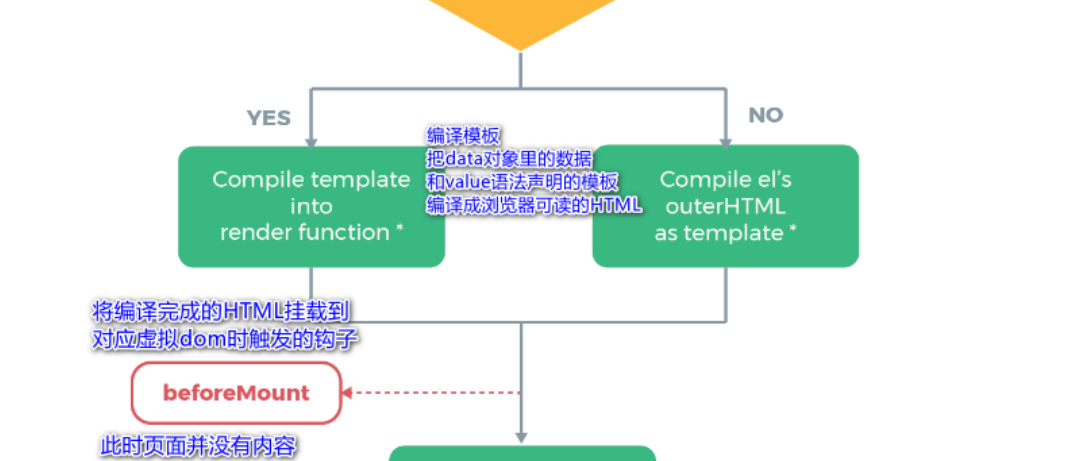 YES
NO
编译模板
把data对象里的数据
和value语法声明的模板
编译成浏览器可读的HTML
Compile template
into
render function *
Compile el's
outerHTML
as template *
将编译完成的HTML挂载到
对应虚拟dom时触发的钩子
beforeMount
此时页面并没有内容